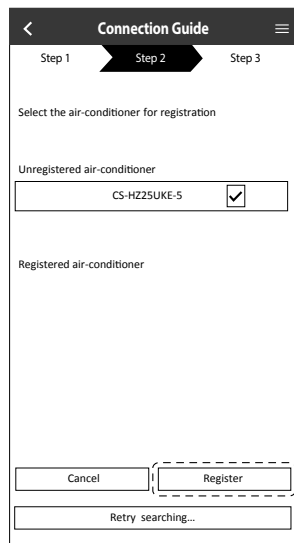 Connection Guide
Step 1 Step 2 Step 3
Select the air-conditioner for registration
Unregistered air-conditioner
CS-HZ25UKE-5
Registered air-conditioner
Cancel Register
Retry searching...